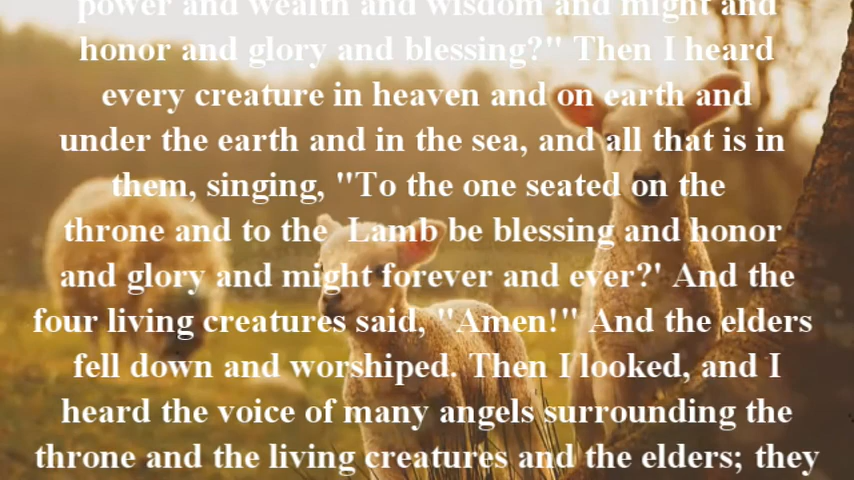 power and wealth and wisdom and might and
honor and glory and blessing?" Then I heard
every creature in heaven and on earth and
under the earth and in the sea, and all that is in
them, singing, "To the one seated on the
throne and to the  Lamb be blessing and honor
and glory and might forever and ever?' And the
four living creatures said, "Amen!" And the elders
fell down and worshiped. Then I looked, and I
heard the voice of many angels surrounding the
throne and the living creatures and the elders; they